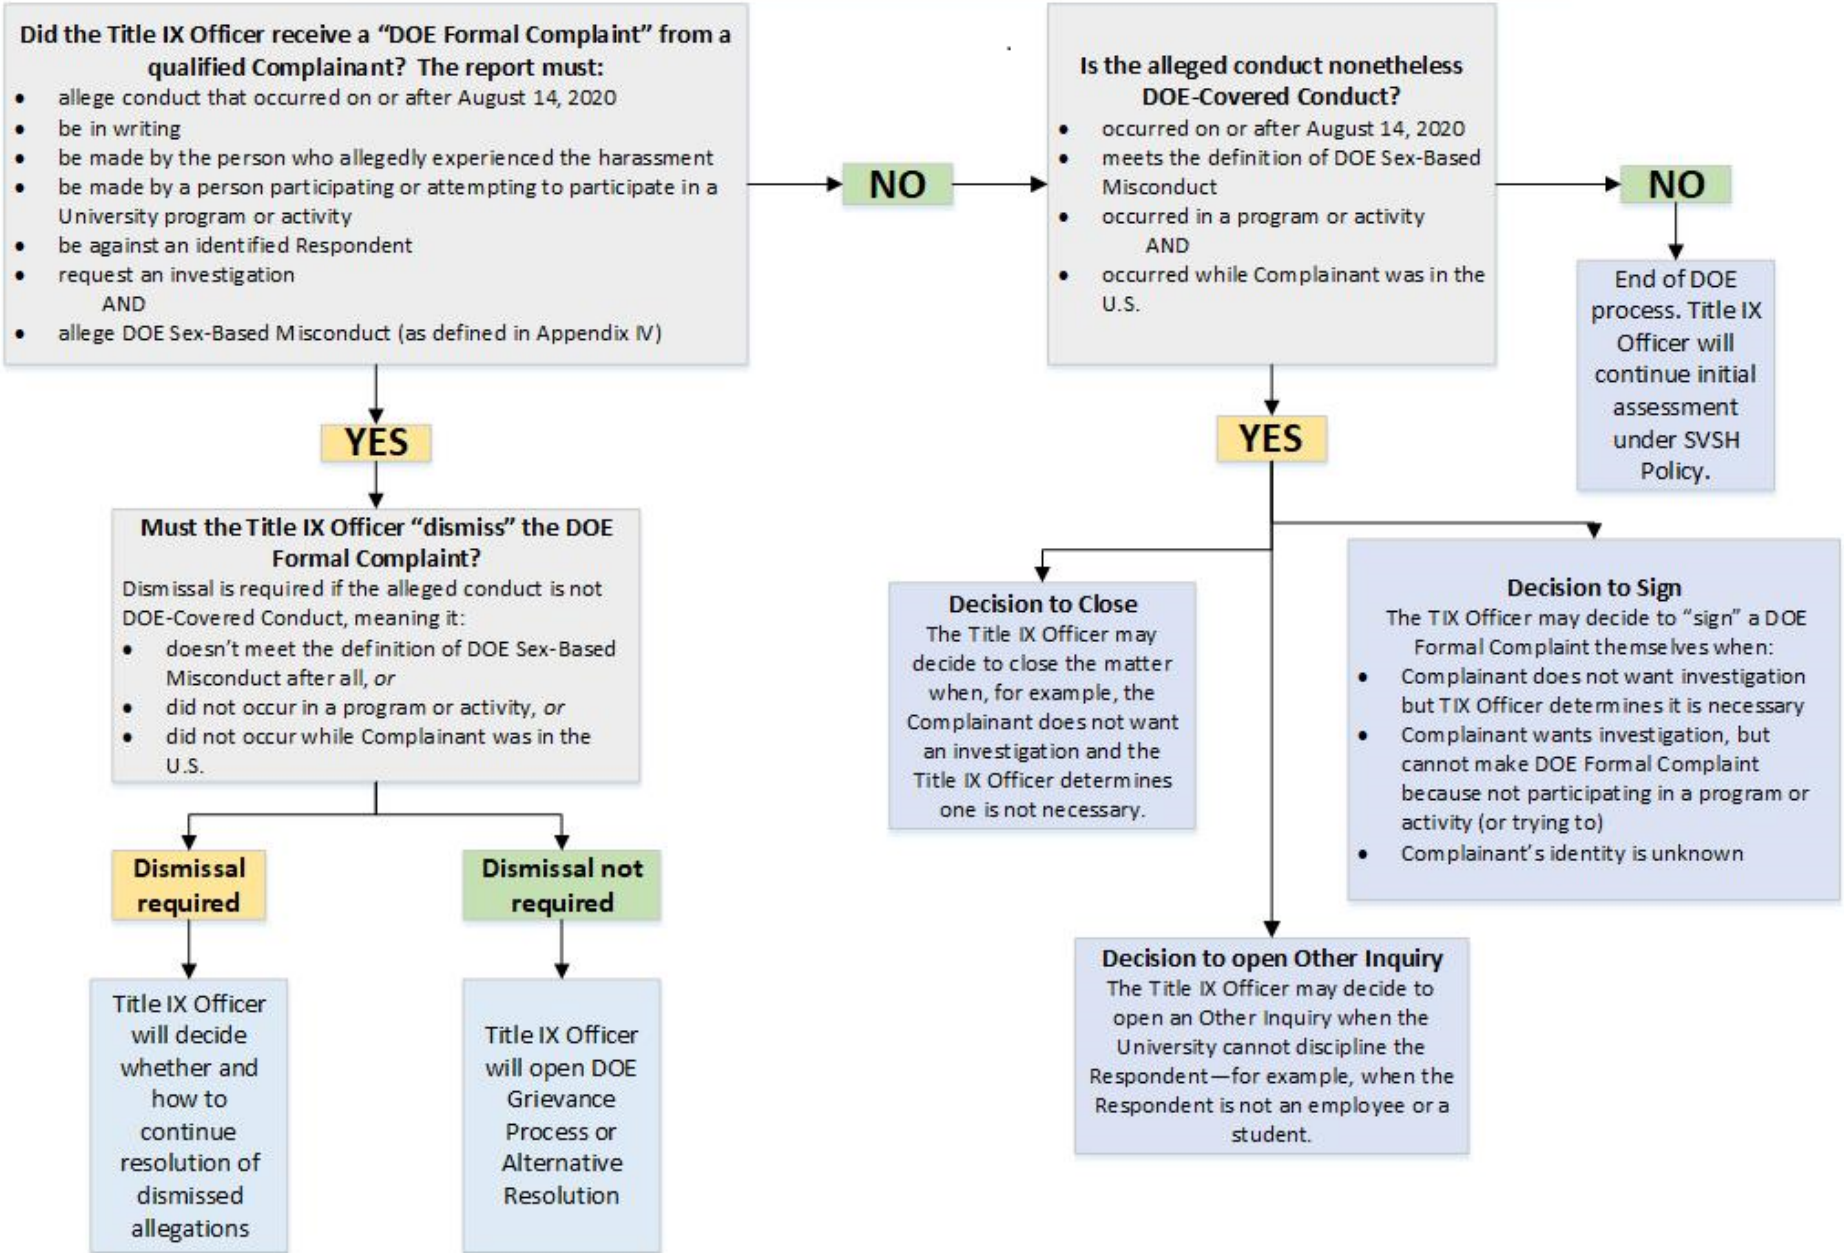 Did the Title IX Officer receive a “DOE Formal Complaint” from a
qualified Complainant? The report must:
• allege conduct that occurred on or after August 14, 2020
• be in writing
• be made by the person who allegedly experienced the harassment
• be made by a person participating or attempting to participate in a
University program or activity
• be against an identified Respondent
• request an investigation
AND
• allege DOE Sex-Based Misconduct (as defined in Appendix IV)
NO
Is the alleged conduct nonetheless
DOE-Covered Conduct?
• occurred on or after August 14, 2020
• meets the definition of DOE Sex-Based
Misconduct
• occurred in a program or activity
AND
• occurred while Complainant was in the
U.S.
NO
End of DOE
process. Title IX
Officer will
continue initial
assessment
under SVSH
Policy.
YES
Must the Title IX Officer “dismiss” the DOE
Formal Complaint?
Dismissal is required if the alleged conduct is not
DOE-Covered Conduct, meaning it:
• doesn’t meet the definition of DOE Sex-Based
Misconduct after all, or
• did not occur in a program or activity, or
• did not occur while Complainant was in the
U.S.
Dismissal
required
Title IX Officer
will decide
whether and
how to
continue
resolution of
dismissed
allegations
Dismissal not
required
Title IX Officer
will open DOE
Grievance
Process or
Alternative
Resolution
YES
Decision to Close
The Title IX Officer may
decide to close the matter
when, for example, the
Complainant does not want
an investigation and the
Title IX Officer determines
one is not necessary.
Decision to open Other Inquiry
The Title IX Officer may decide to
open an Other Inquiry when the
University cannot discipline the
Respondent—for example, when the
Respondent is not an employee or a
student.
Decision to Sign
The TIX Officer may decide to “sign” a DOE
Formal Complaint themselves when:
• Complainant does not want investigation
but TIX Officer determines it is necessary
• Complainant wants investigation, but
cannot make DOE Formal Complaint
because not participating in a program or
activity (or trying to)
• Complainant’s identity is unknown